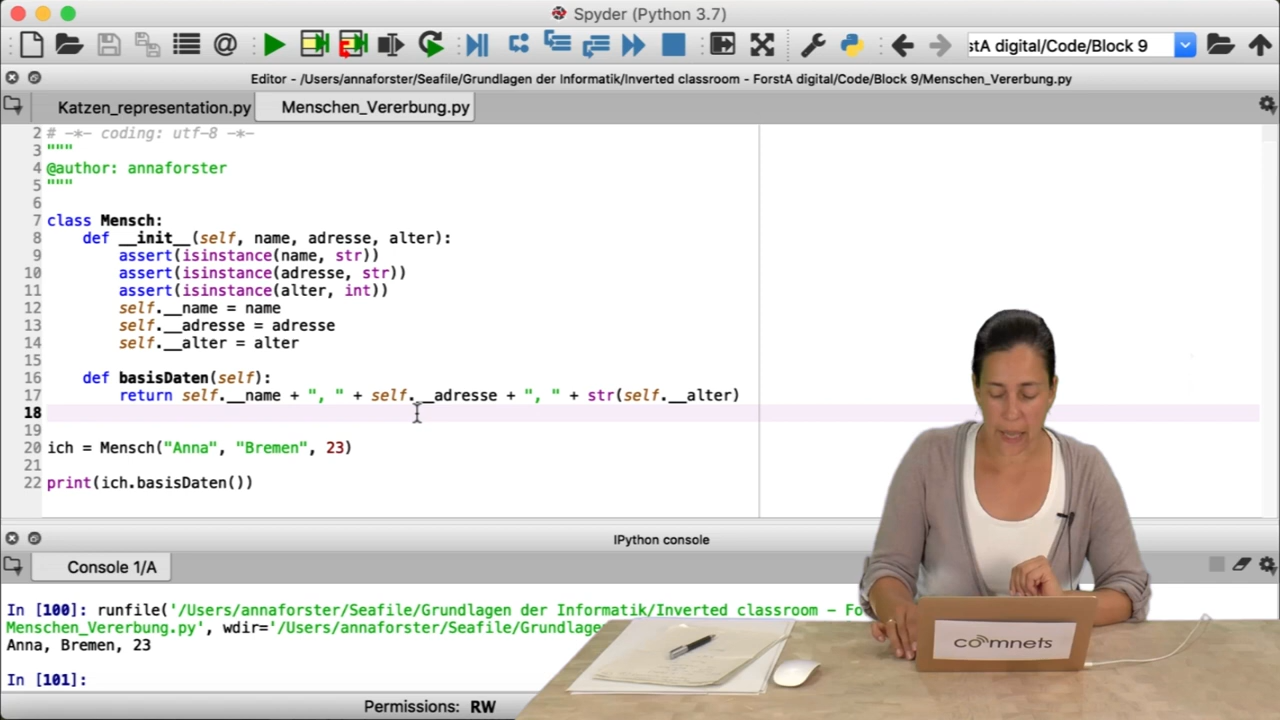 Spyder (Python 3.7)
stA digital/Code/Block 9
Editor - /Users/annaforster/Seafile/Grundlagen der Informatik/Inverted classroom - ForstA digital/Code/Block 9/Menschen_Vererbung.py
Katzen_representation.py
Menschen_Vererbung.py
2 # -*- coding: utf-8 -*-
3 """
4 @author: annaforster
5 """
6
7 class Mensch:
8     def __init__(self, name, adresse, alter):
9         assert(isinstance(name, str))
10         assert(isinstance(adresse, str))
11         assert(isinstance(alter, int))
12         self.__name = name
13         self.__adresse = adresse
14         self.__alter = alter
15
16     def basisDaten(self):
17         return self.__name + ", " + self.__adresse + ", " + str(self.__alter)
18
19
20 ich = Mensch("Anna", "Bremen", 23)
21
22 print(ich.basisDaten())
IPython console
Console 1/A
In [100]: runfile('/Users/annaforster/Seafile/Grundlagen der Informatik/Inverted classroom - Fo
Menschen_Vererbung.py', wdir='/Users/annaforster/Seafile/Grundlage
Anna, Bremen, 23
In [101]:
Permissions: RW
comnets